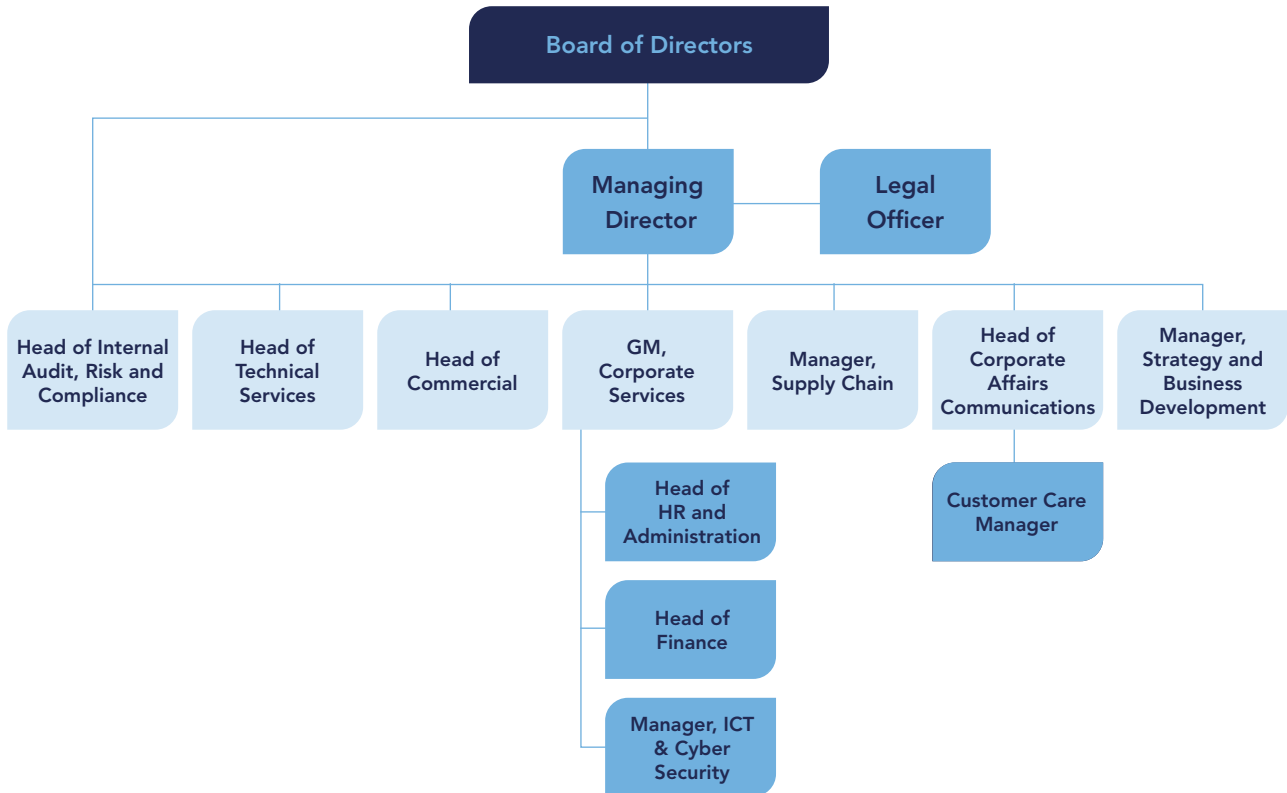 Board of Directors
Managing
Director
Legal
Officer
Head of Internal
Audit, Risk and
Compliance
Head of
Technical
Services
Head of
Commercial
GM,
Corporate
Services
Manager,
Supply Chain
Head of
Corporate
Affairs
Communications
Manager,
Strategy and
Business
Development
Head of
HR and
Administration
Customer Care
Manager
Head of
Finance
Manager, ICT
& Cyber
Security